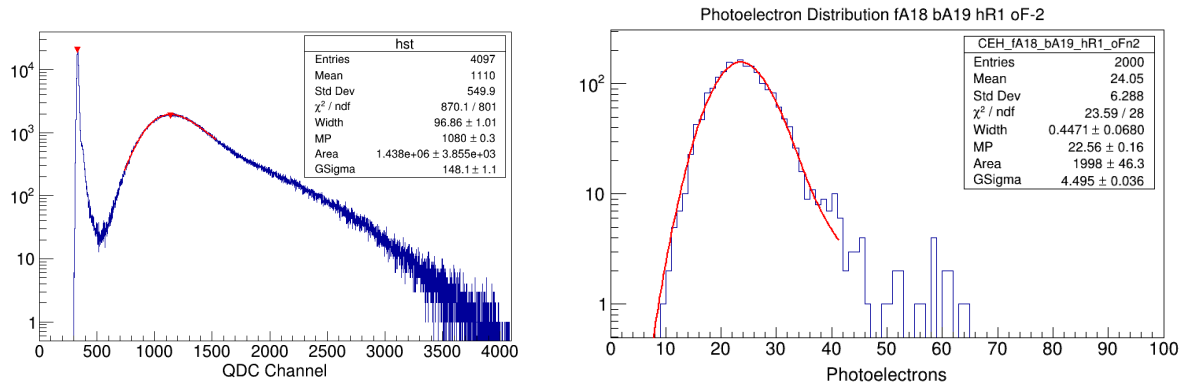 hst
Entries 4097
Mean 1110
Std Dev 549.9
χ² / ndf 870.1 / 801
Width 96.86 ± 1.01
MP 1080 ± 0.3
Area 1.438e+06 ± 3.855e+03
GSigma 148.1 ± 1.1
10⁴
10³
10²
10
1
0 500 1000 1500 2000 2500 3000 3500 4000
QDC Channel
Photoelectron Distribution fA18 bA19 hR1 oF-2
CEH_fA18_bA19_hR1_oFn2
Entries 2000
Mean 24.05
Std Dev 6.288
χ² / ndf 23.59 / 28
Width 0.4471 ± 0.0680
MP 22.56 ± 0.16
Area 1998 ± 46.3
GSigma 4.495 ± 0.036
10²
10
1
0 10 20 30 40 50 60 70 80 90 100
Photoelectrons